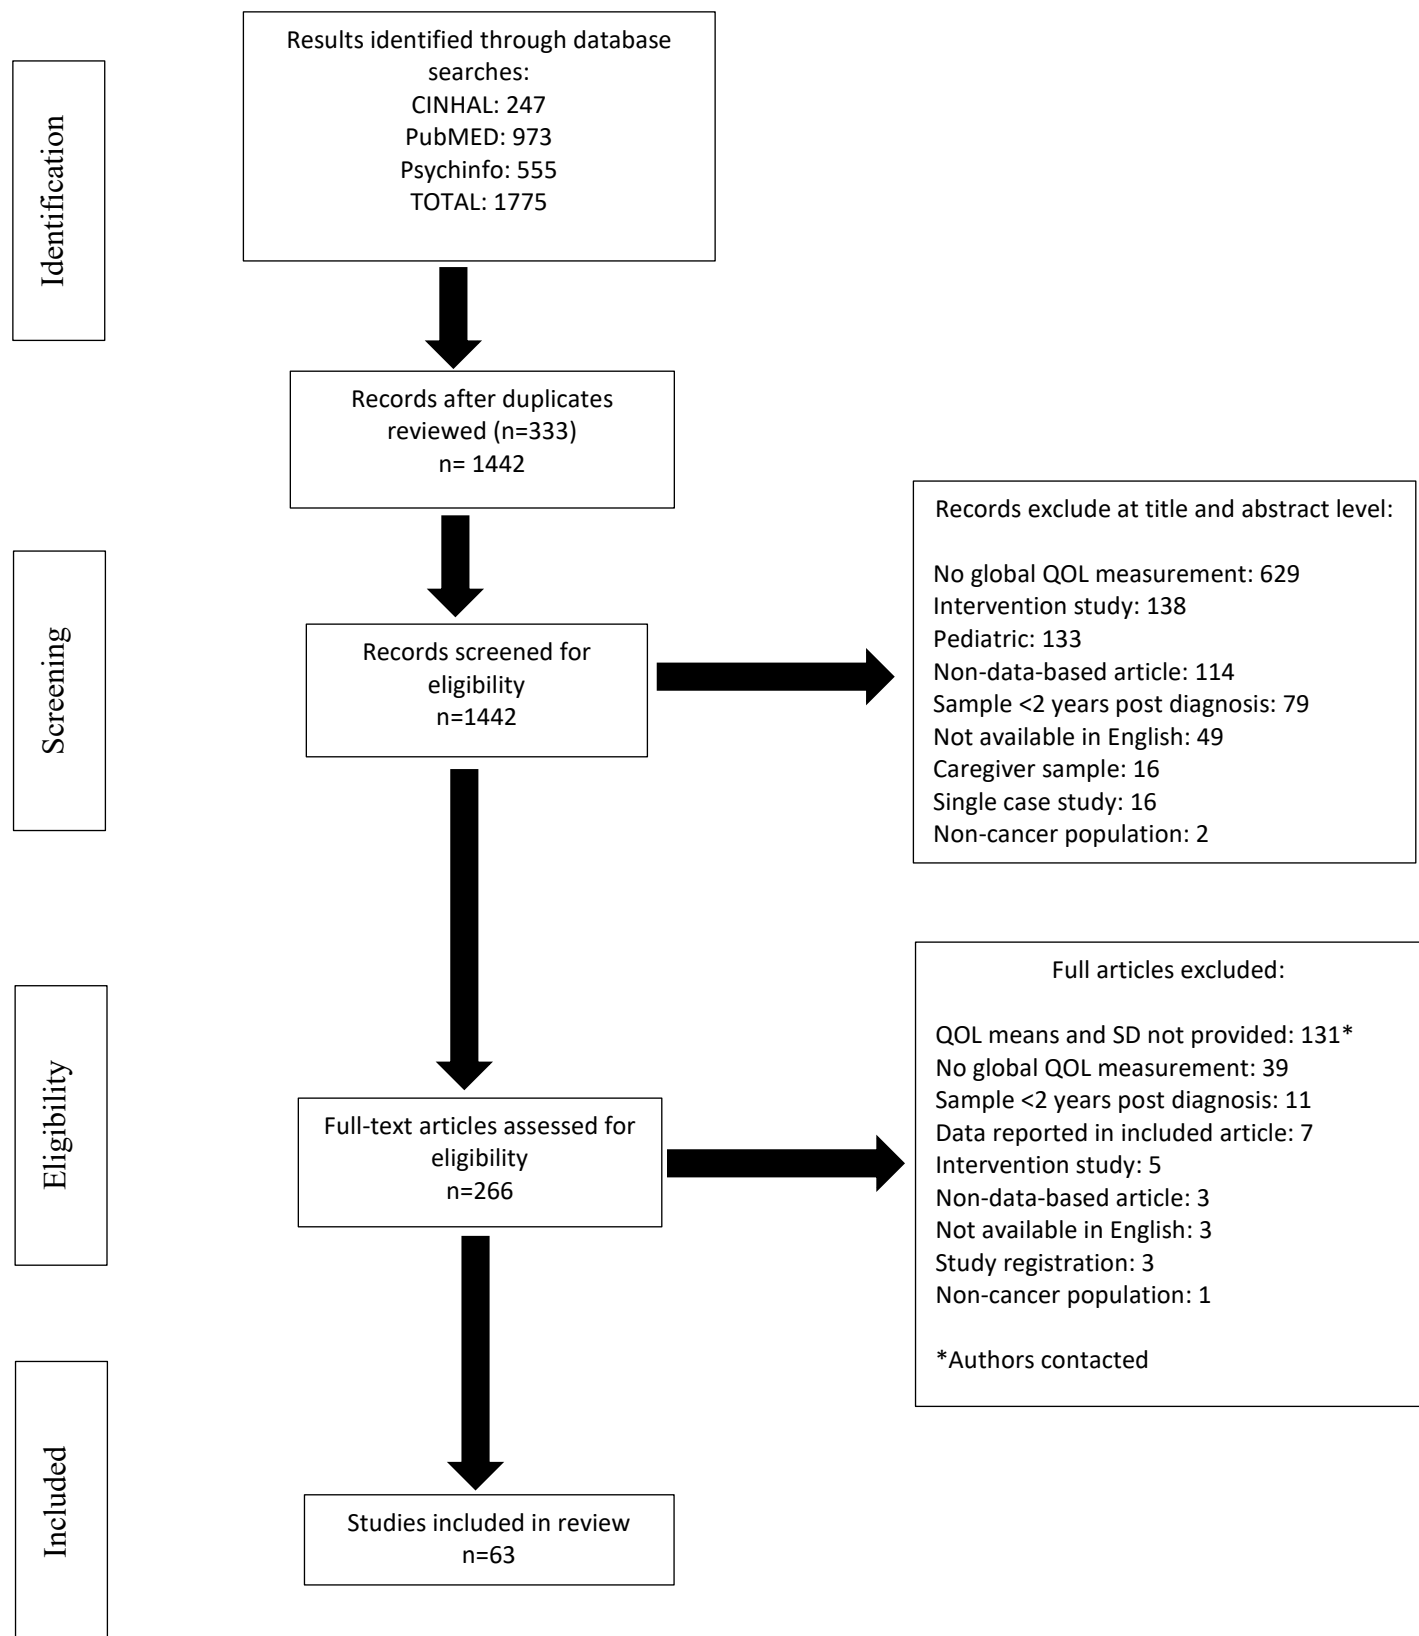 Identification
Results identified through database
searches:
CINHAL: 247
PubMED: 973
Psychinfo: 555
TOTAL: 1775
Records after duplicates
reviewed (n=333)
n= 1442
Screening
Records screened for
eligibility
n=1442
Records exclude at title and abstract level:
No global QOL measurement: 629
Intervention study: 138
Pediatric: 133
Non-data-based article: 114
Sample <2 years post diagnosis: 79
Not available in English: 49
Caregiver sample: 16
Single case study: 16
Non-cancer population: 2
Eligibility
Full-text articles assessed for
eligibility
n=266
Full articles excluded:
QOL means and SD not provided: 131*
No global QOL measurement: 39
Sample <2 years post diagnosis: 11
Data reported in included article: 7
Intervention study: 5
Non-data-based article: 3
Not available in English: 3
Study registration: 3
Non-cancer population: 1
*Authors contacted
Included
Studies included in review
n=63